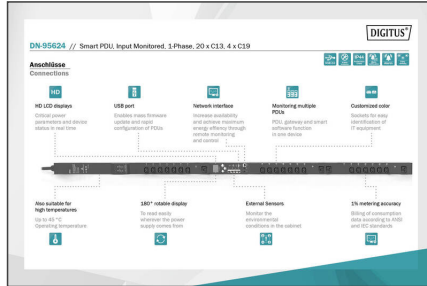 DIGITUS®
DN-95624 // Smart PDU, Input Monitored, 1-Phase, 20 x C13, 4 x C19
Anschlüsse
Connections
HD
HD LCD displays
Critical power
parameters and device
status in real time
USB port
Enables mass firmware
update and rapid
configuration of PDUs
Network interface
Increase availability
and achieve maximum
energy efficacy through
remote monitoring
and control
Monitoring multiple
PDUs
PDU, gateway and smart
software function
in one device
Customized color
Sockets for easy
identification of
IT equipment
Also suitable for
high temperatures
Up to 45 °C
Operating temperature
180° rotable display
To read easily
wherever the power
supply comes from
External Sensors
Monitor the
environmental
conditions in the cabinet
1% metering accuracy
Billing of consumption
data according to ANSI
and IEC standards